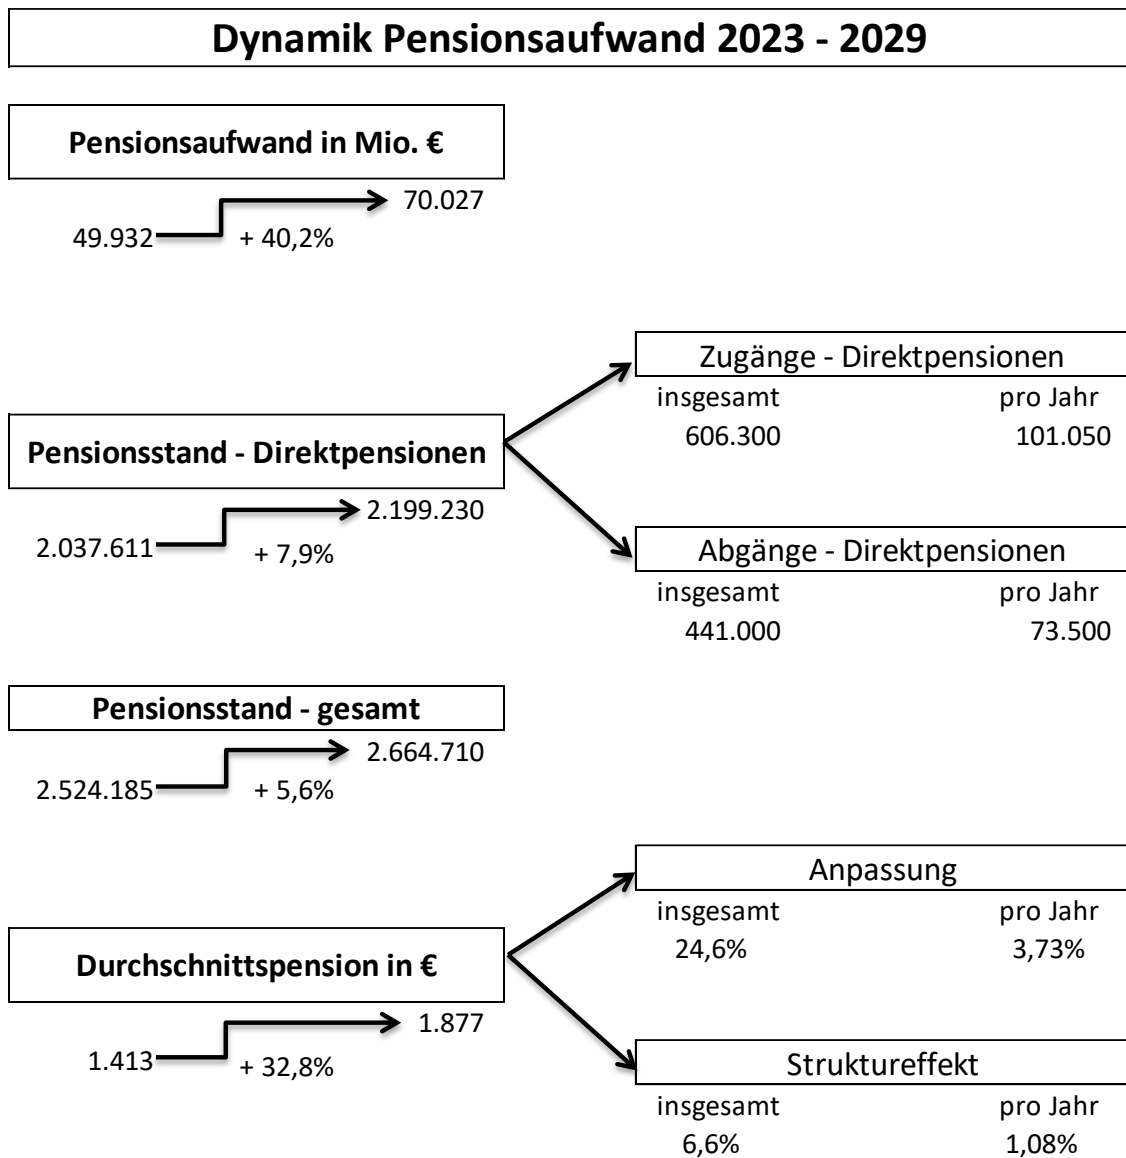 Dynamik Pensionsaufwand 2023 - 2029
Pensionsaufwand in Mio. €
70.027
49.932 + 40,2%
Zugänge - Direktpensionen
insgesamt pro Jahr
606.300 101.050
Pensionsstand - Direktpensionen
2.199.230
2.037.611 + 7,9%
Abgänge - Direktpensionen
insgesamt pro Jahr
441.000 73.500
Pensionsstand - gesamt
2.664.710
2.524.185 + 5,6%
Anpassung
insgesamt pro Jahr
24,6% 3,73%
Durchschnittspension in €
1.877
1.413 + 32,8%
Struktureffekt
insgesamt pro Jahr
6,6% 1,08%